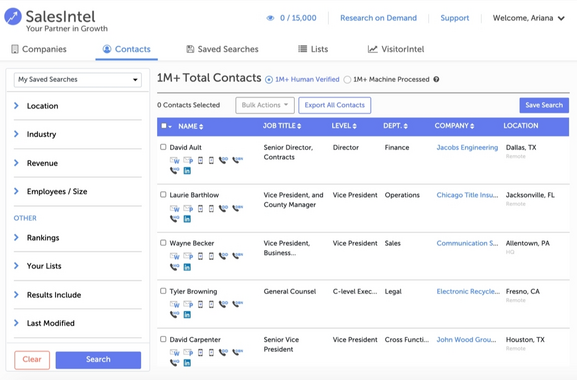 SalesIntel
Your Partner in Growth
0 / 15,000
Research on Demand
Support
Welcome, Ariana
Companies
Contacts
Saved Searches
Lists
VisitorIntel
My Saved Searches
Location
Industry
Revenue
Employees / Size
OTHER
Rankings
Your Lists
Results Include
Last Modified
Clear
Search
1M+ Total Contacts
1M+ Human Verified
1M+ Machine Processed
0 Contacts Selected
Bulk Actions
Export All Contacts
Save Search
NAME JOB TITLE LEVEL DEPT. COMPANY LOCATION
David Ault Senior Director, Director Finance Jacobs Engineering Dallas, TX
Contracts Remote
Laurie Barthlow Vice President, and Vice President Operations Chicago Title Insu... Jacksonville, FL
County Manager Remote
Wayne Becker Vice President, Vice President Sales Communication S... Allentown, PA
Business... HQ
Tyler Browning General Counsel C-level Exec... Legal Electronic Recycle... Fresno, CA
Remote
David Carpenter Senior Vice Vice President Cross Functi... John Wood Grou... Houston, TX
President Remote